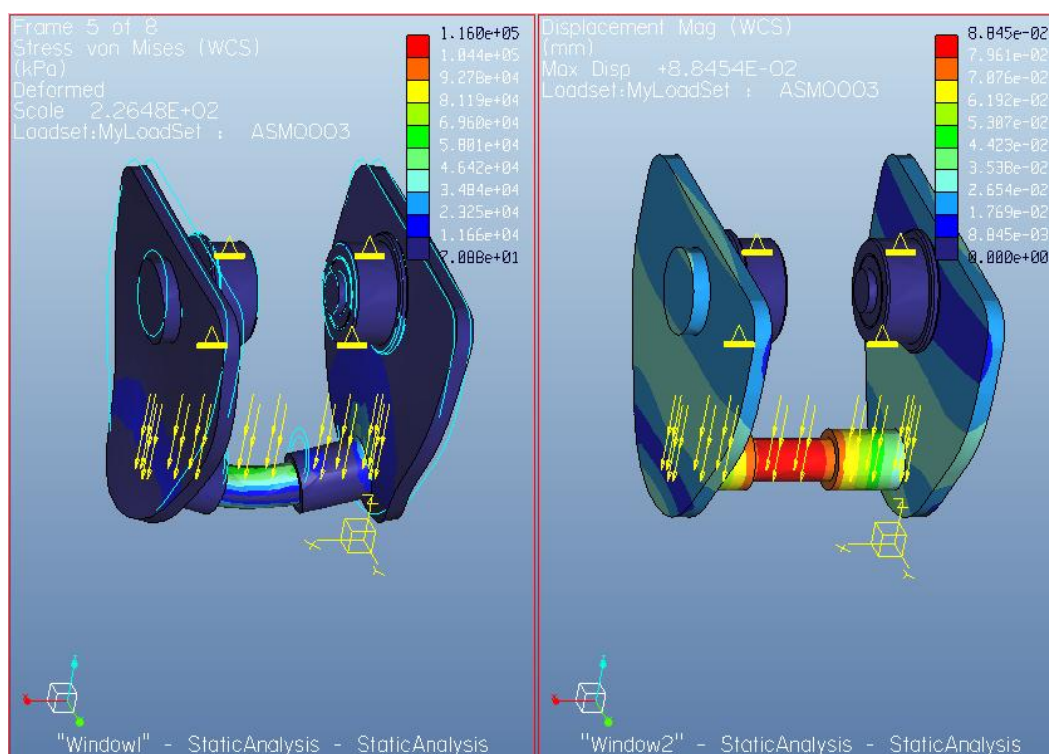 Frame 5 of 8
Stress von Mises (WCS)
(kPa)
Deformed
Scale 2.2648E+02
Loadset:MyLoadSet : ASM0003
1.160e+05
1.044e+05
9.278e+04
8.119e+04
6.960e+04
5.801e+04
4.642e+04
3.484e+04
2.325e+04
1.166e+04
7.088e+01
X
Z
Y
"Window1" - StaticAnalysis - StaticAnalysis
Displacement Mag (WCS)
(mm)
Max Disp +8.8454E-02
Loadset:MyLoadSet : ASM0003
8.845e-02
7.961e-02
7.076e-02
6.192e-02
5.307e-02
4.423e-02
3.538e-02
2.654e-02
1.769e-02
8.845e-03
0.000e+00
X
Z
Y
"Window2" - StaticAnalysis - StaticAnalysis